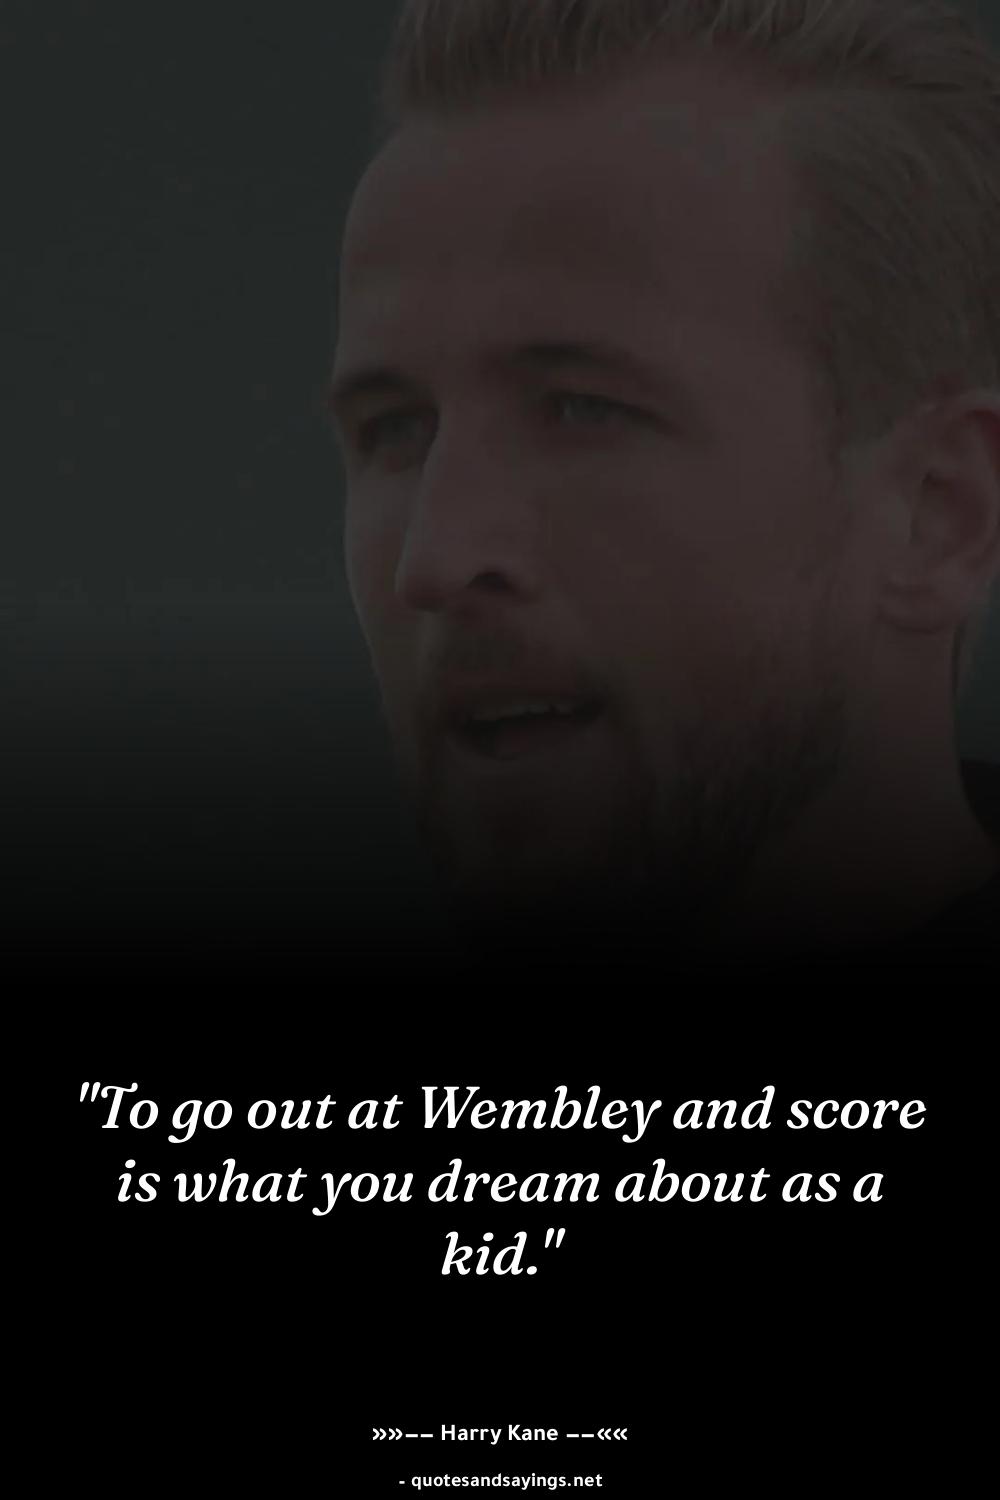 "To go out at Wembley and score
is what you dream about as a
kid."
»»−− Harry Kane −−««
- quotesandsayings.net